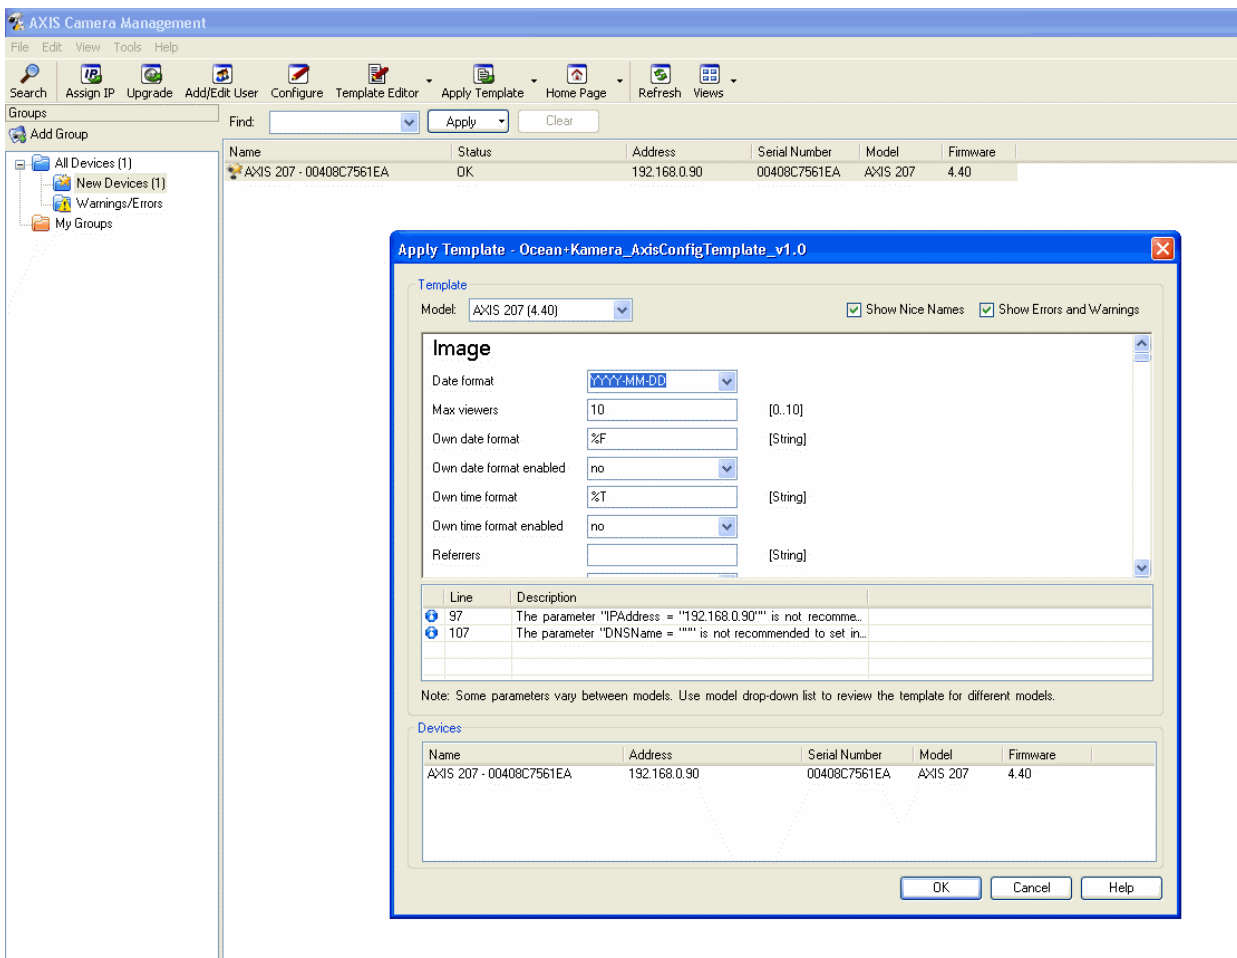 AXIS Camera Management
File Edit View Tools Help
Search Assign IP Upgrade Add/Edit User Configure Template Editor Apply Template Home Page Refresh Views
Groups
Find: Apply Clear
Add Group
Name Status Address Serial Number Model Firmware
All Devices (1)
AXIS 207 - 00408C7561EA OK 192.168.0.90 00408C7561EA AXIS 207 4.40
New Devices (1)
Warnings/Errors
My Groups
Apply Template - Ocean+Kamera_AxisConfigTemplate_v1.0
Template
Model: AXIS 207 (4.40) Show Nice Names Show Errors and Warnings
Image
Date format YYYY-MM-DD
Max viewers 10 [0..10]
Own date format %F [String]
Own date format enabled no
Own time format %T [String]
Own time format enabled no
Referrers [String]
Line Description
97 The parameter "IPAddress = "192.168.0.90"" is not recomme...
107 The parameter "DNSName = """ is not recommended to set in...
Note: Some parameters vary between models. Use model drop-down list to review the template for different models.
Devices
Name Address Serial Number Model Firmware
AXIS 207 - 00408C7561EA 192.168.0.90 00408C7561EA AXIS 207 4.40
OK Cancel Help